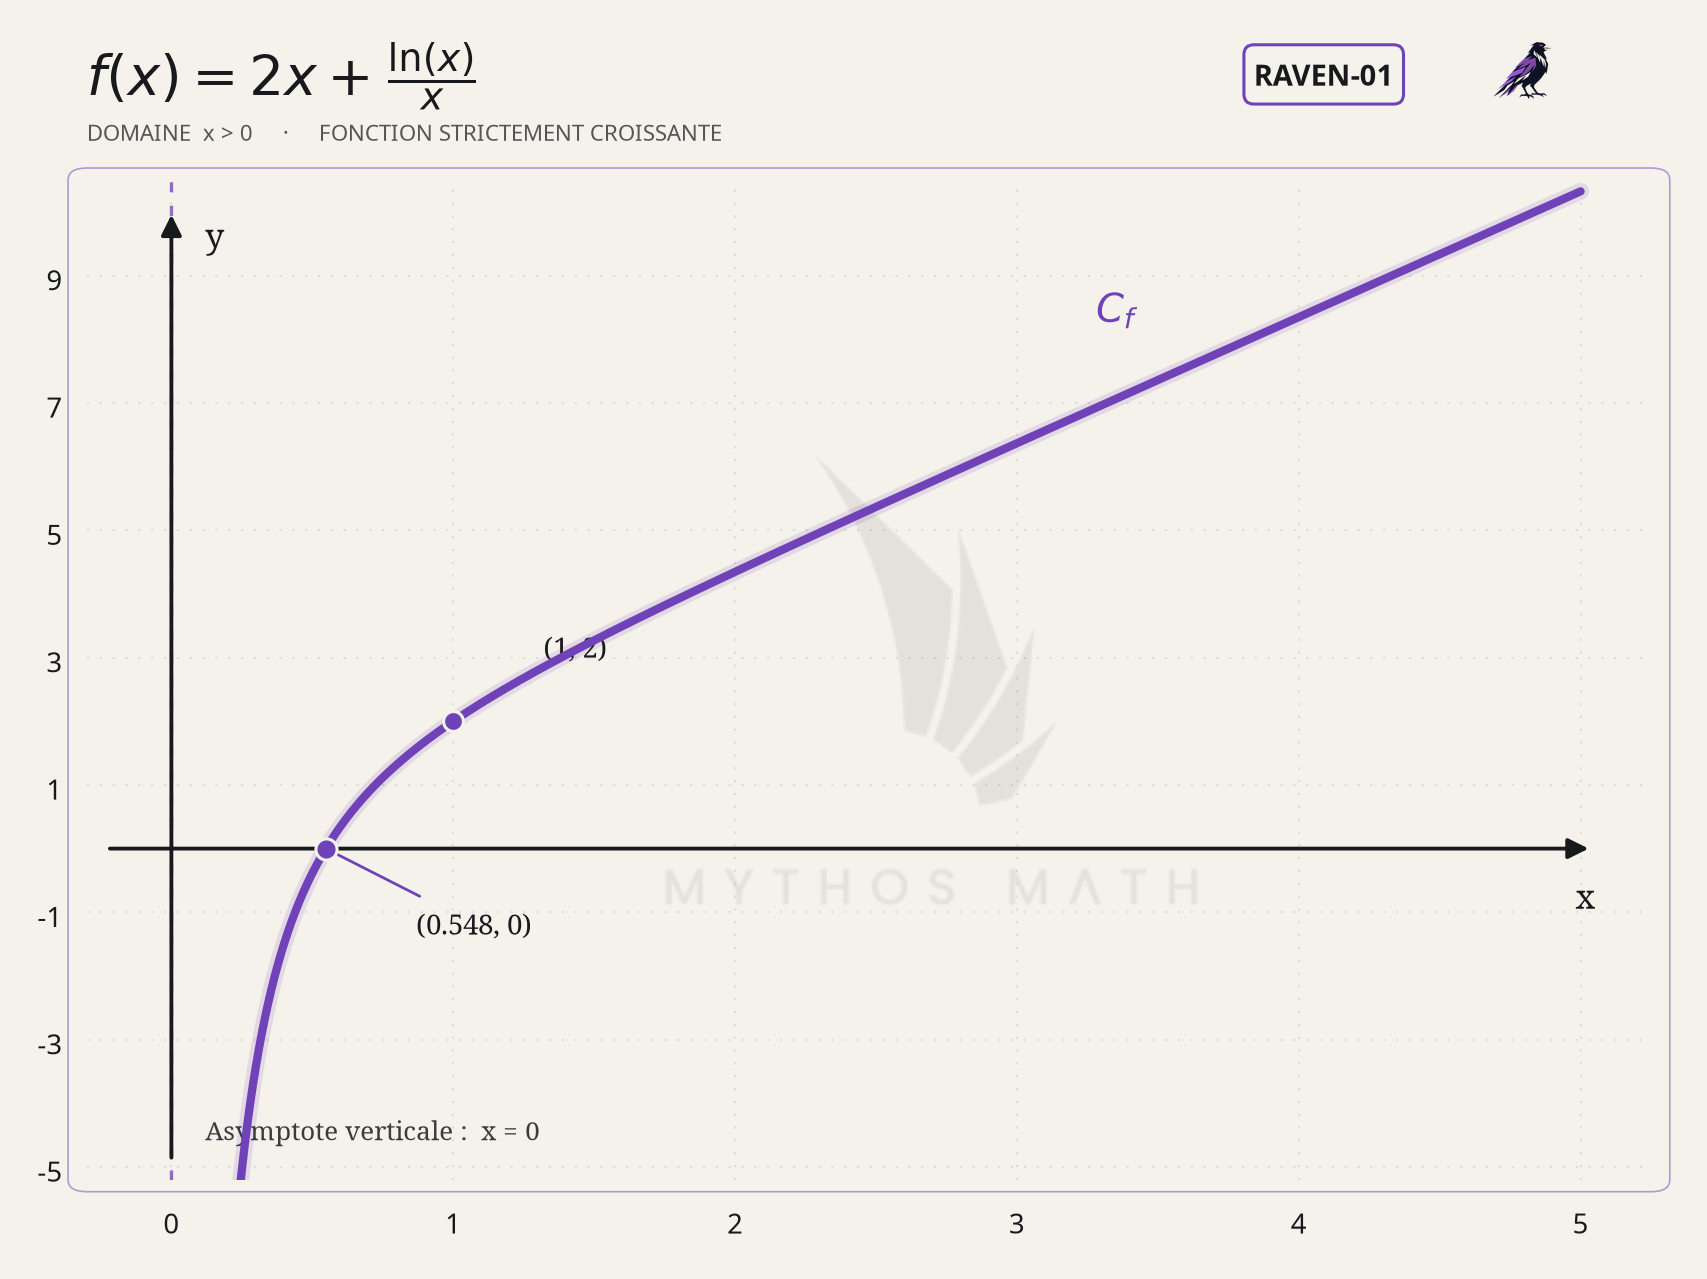 f(x) = 2x + ln(x)/x
RAVEN-01
DOMAINE x > 0 · FONCTION STRICTEMENT CROISSANTE
y
9
C_f
7
5
(1, 2)
3
1
MYTHOS MΛTH
x
(0.548, 0)
-1
-3
Asymptote verticale : x = 0
-5
0 1 2 3 4 5